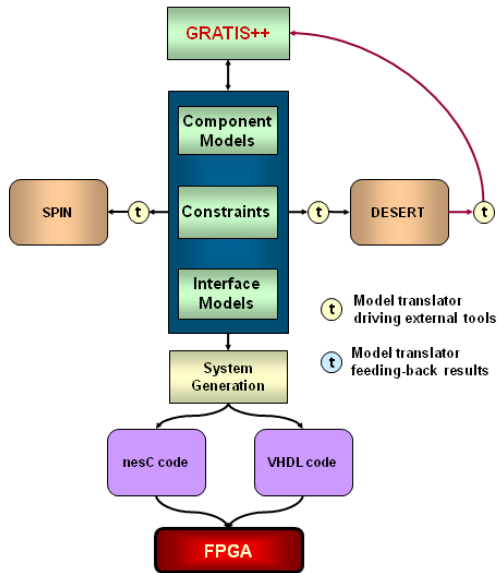 GRATIS++
Component
Models
SPIN
t
Constraints
t
DESERT
t
Interface
Models
t
Model translator
driving external tools
t
Model translator
feeding-back results
System
Generation
nesC code
VHDL code
FPGA